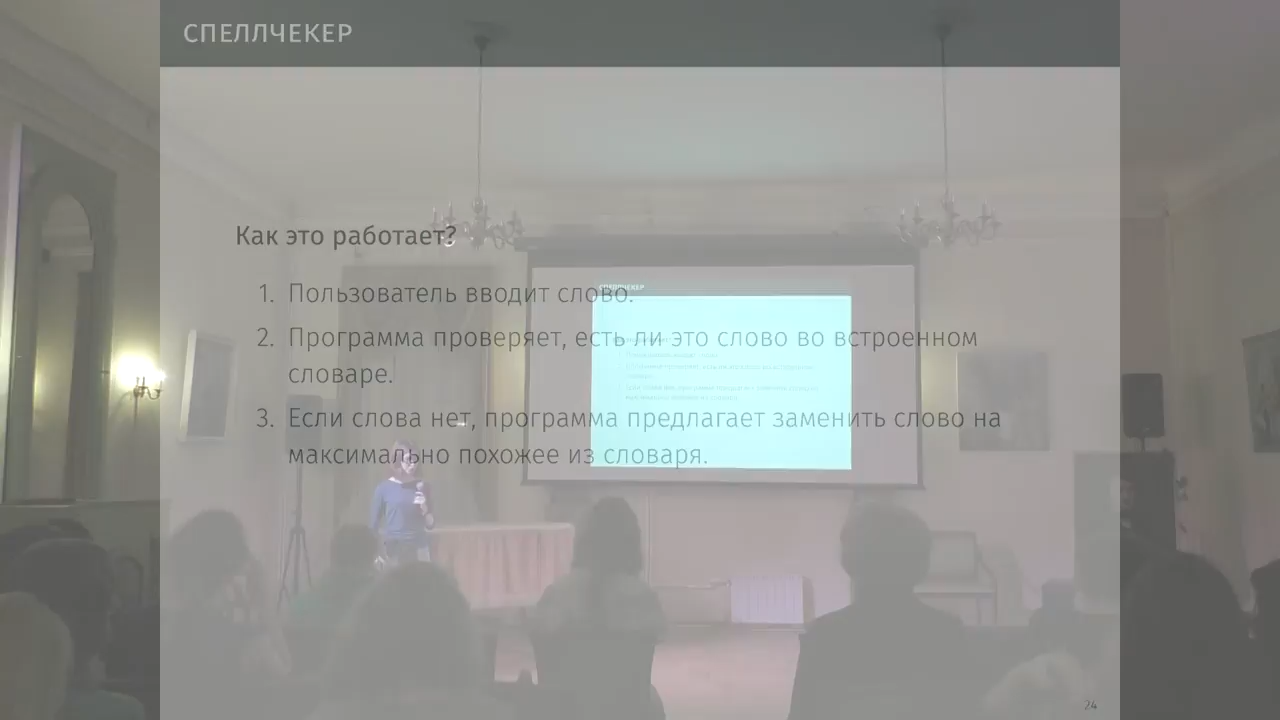 СПЕЛЛЧЕКЕР
Как это работает?
1. Пользователь вводит слово.
2. Программа проверяет, есть ли это слово во встроенном
словаре.
3. Если слова нет, программа предлагает заменить слово на
максимально похожее из словаря.
СПЕЛЛЧЕКЕР
24